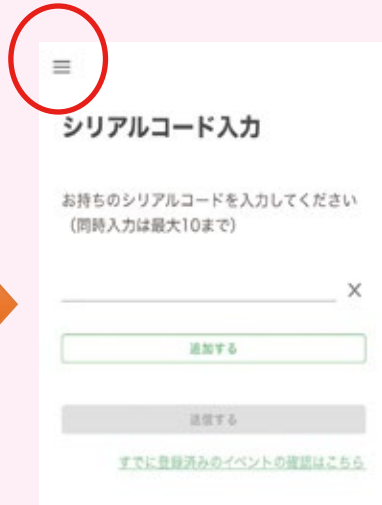 シリアルコード入力
お持ちのシリアルコードを入力してください
（同時入力は最大10まで）
追加する
送信する
すでに登録済みのイベントの確認はこちら